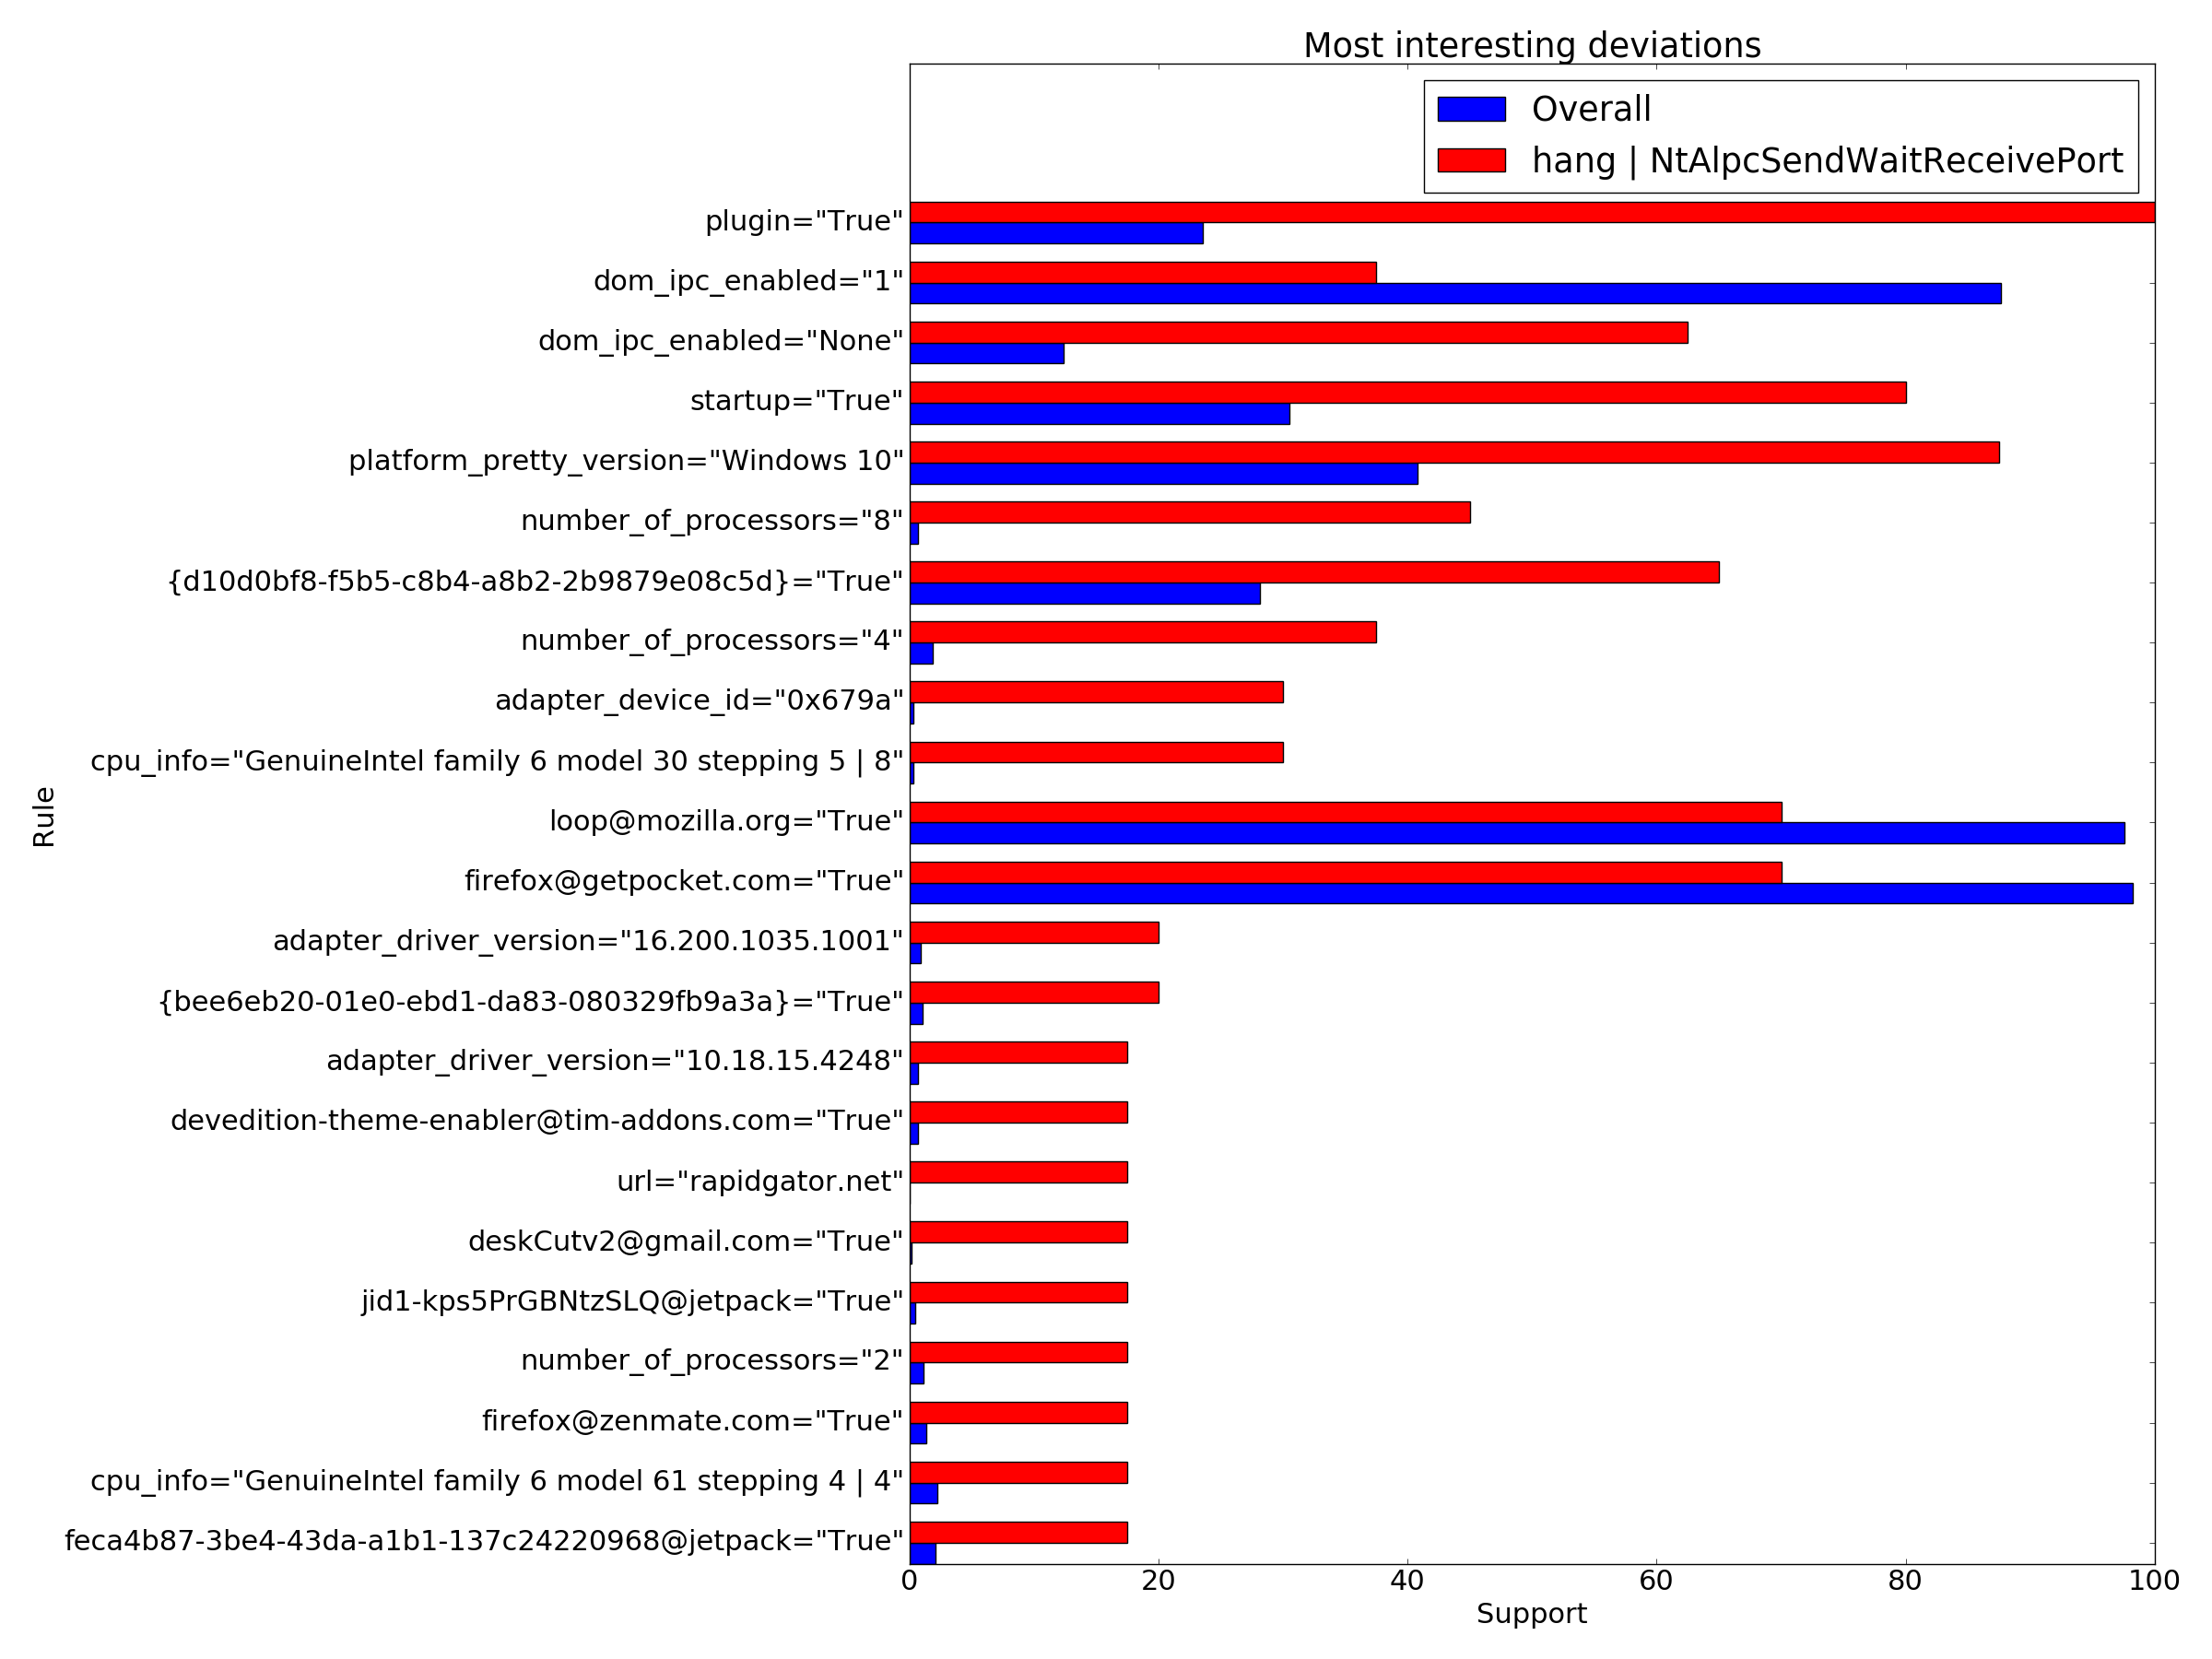 Most interesting deviations
Overall
hang | NtAlpcSendWaitReceivePort
plugin="True"
dom_ipc_enabled="1"
dom_ipc_enabled="None"
startup="True"
platform_pretty_version="Windows 10"
number_of_processors="8"
{d10d0bf8-f5b5-c8b4-a8b2-2b9879e08c5d}="True"
number_of_processors="4"
adapter_device_id="0x679a"
cpu_info="GenuineIntel family 6 model 30 stepping 5 | 8"
loop@mozilla.org="True"
firefox@getpocket.com="True"
adapter_driver_version="16.200.1035.1001"
{bee6eb20-01e0-ebd1-da83-080329fb9a3a}="True"
adapter_driver_version="10.18.15.4248"
devedition-theme-enabler@tim-addons.com="True"
url="rapidgator.net"
deskCutv2@gmail.com="True"
jid1-kps5PrGBNtzSLQ@jetpack="True"
number_of_processors="2"
firefox@zenmate.com="True"
cpu_info="GenuineIntel family 6 model 61 stepping 4 | 4"
feca4b87-3be4-43da-a1b1-137c24220968@jetpack="True"
Rule
0 20 40 60 80 100
Support